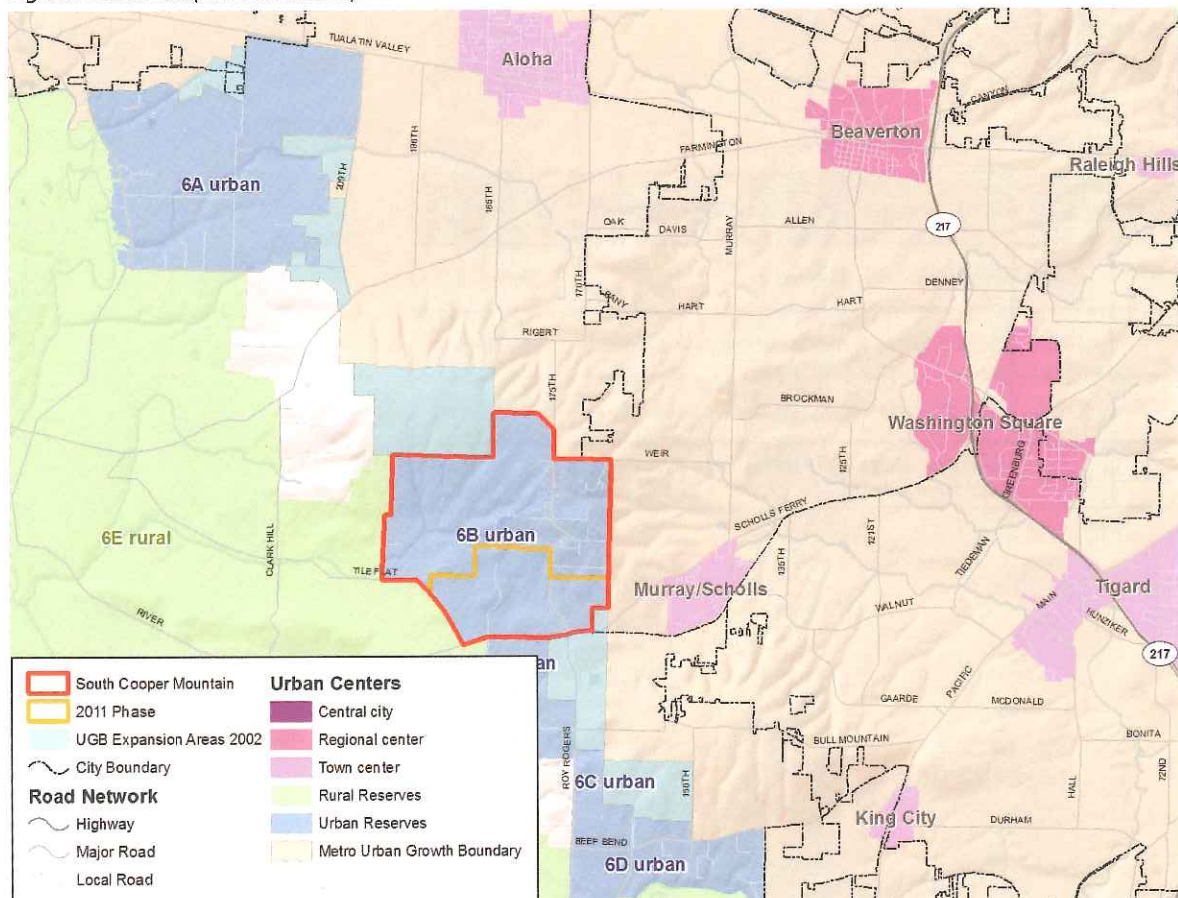 TUALATIN VALLEY
Aloha
CANYON
Beaverton
FARMINGTON
Raleigh Hills
6A urban
209TH
198TH
185TH
OAK
DAVIS
MURRAY
ALLEN
217
170TH
BANY
HART
HART
DENNEY
RIGERT
175TH
BROCKMAN
Washington Square
GREENBURG
WEIR
125TH
SCHOLLS FERRY
6B urban
6E rural
CLARK HILL
TILE FLAT
121ST
135TH
TIEDEMAN
Murray/Scholls
WALNUT
MAIN
Tigard
HUNZIKER
RIVER
217
PACIFIC
GAARDE
MCDONALD
BULL MOUNTAIN
BONITA
ROY ROGERS
HALL
72ND
6C urban
150TH
King City
DURHAM
BEEF BEND
6D urban
South Cooper Mountain
2011 Phase
UGB Expansion Areas 2002
City Boundary
Road Network
Highway
Major Road
Local Road
Urban Centers
Central city
Regional center
Town center
Rural Reserves
Urban Reserves
Metro Urban Growth Boundary